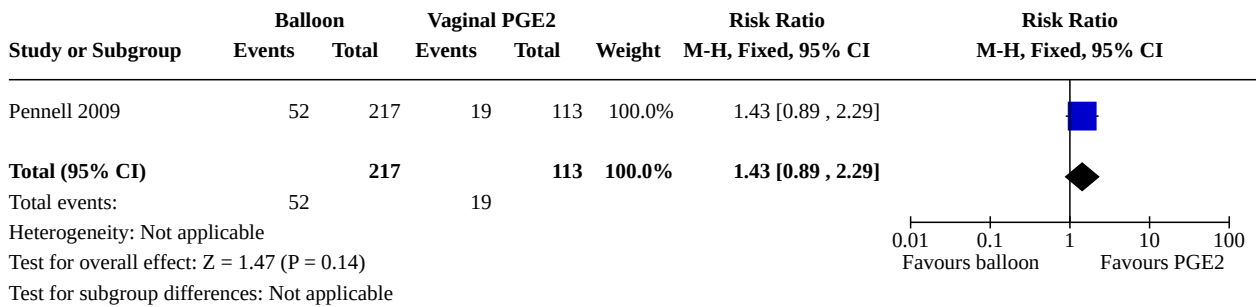 Balloon Vaginal PGE2 Risk Ratio Risk Ratio
Study or Subgroup Events Total Events Total Weight M-H, Fixed, 95% CI M-H, Fixed, 95% CI
Pennell 2009 52 217 19 113 100.0% 1.43 [0.89 , 2.29]
Total (95% CI) 217 113 100.0% 1.43 [0.89 , 2.29]
Total events: 52 19
Heterogeneity: Not applicable
0.01 0.1 1 10 100
Test for overall effect: Z = 1.47 (P = 0.14) Favours balloon Favours PGE2
Test for subgroup differences: Not applicable